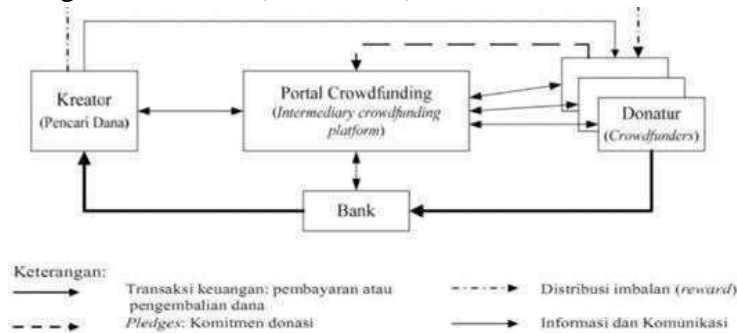 Kreator
(Pencari Dana)
Portal Crowdfunding
(Intermediary crowdfunding
platform)
Donatur
(Crowdfunders)
Bank
Keterangan:
Transaksi keuangan: pembayaran atau
pengembalian dana
Pledges: Komitmen donasi
Distribusi imbalan (reward)
Informasi dan Komunikasi